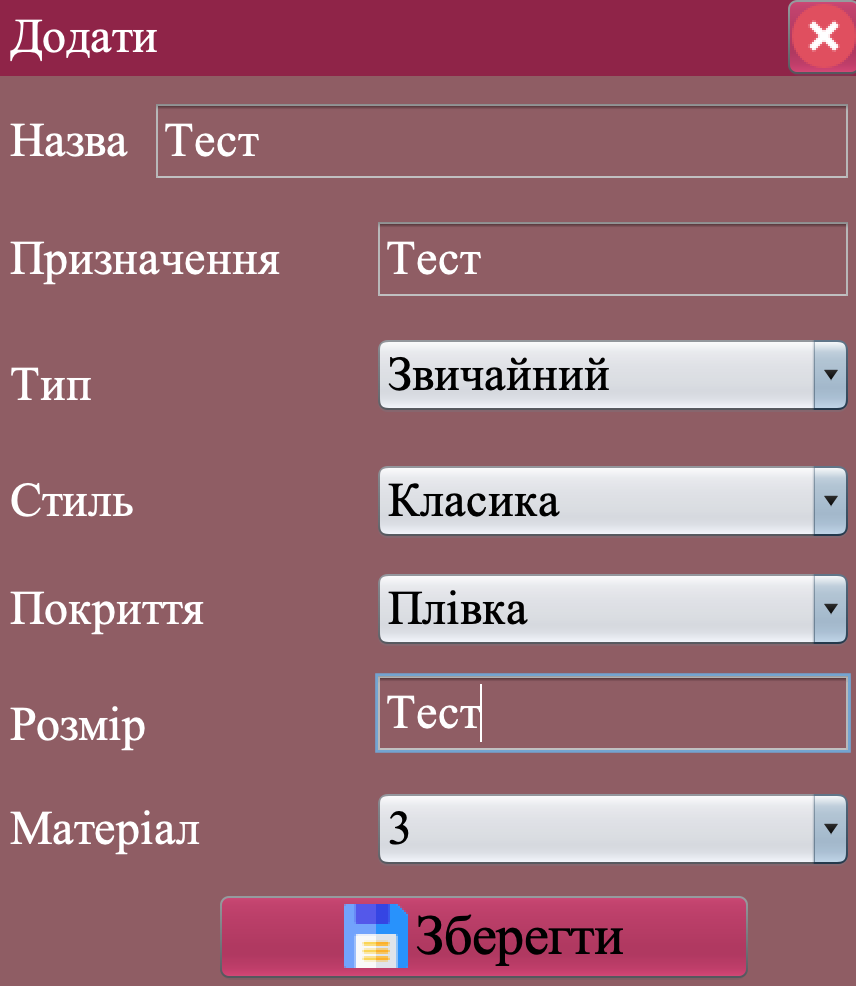 Додати
Назва Тест
Призначення Тест
Тип Звичайний
Стиль Класика
Покриття Плівка
Розмір Тест
Матеріал 3
Зберегти